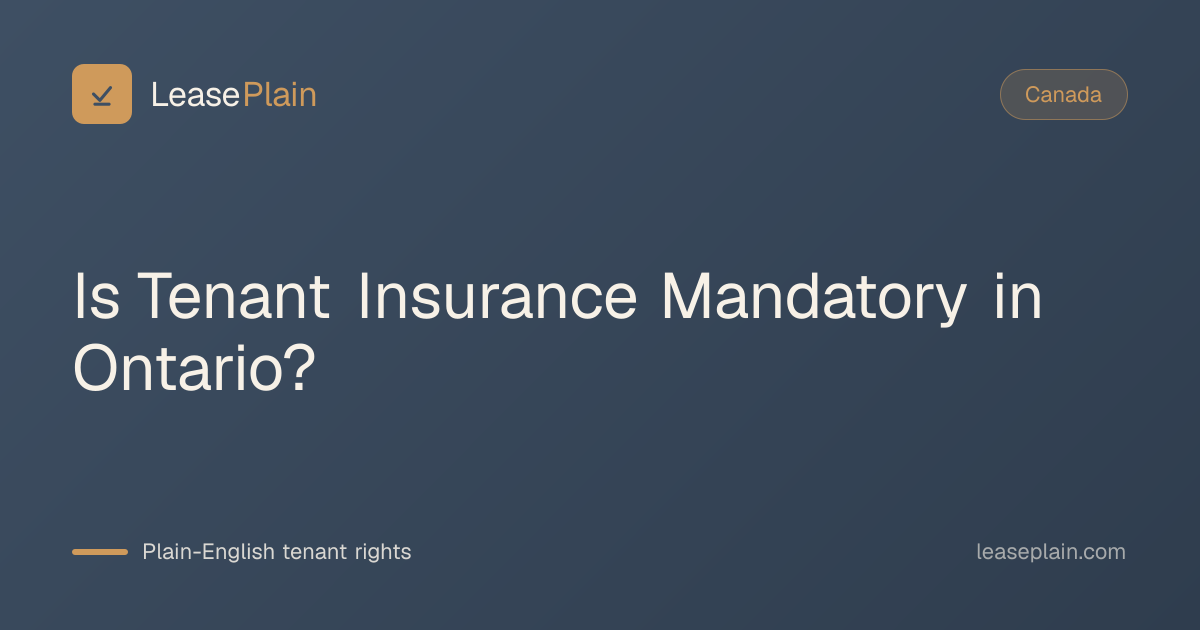 LeasePlain
Canada
Is Tenant Insurance Mandatory in
Ontario?
Plain-English tenant rights
leaseplain.com